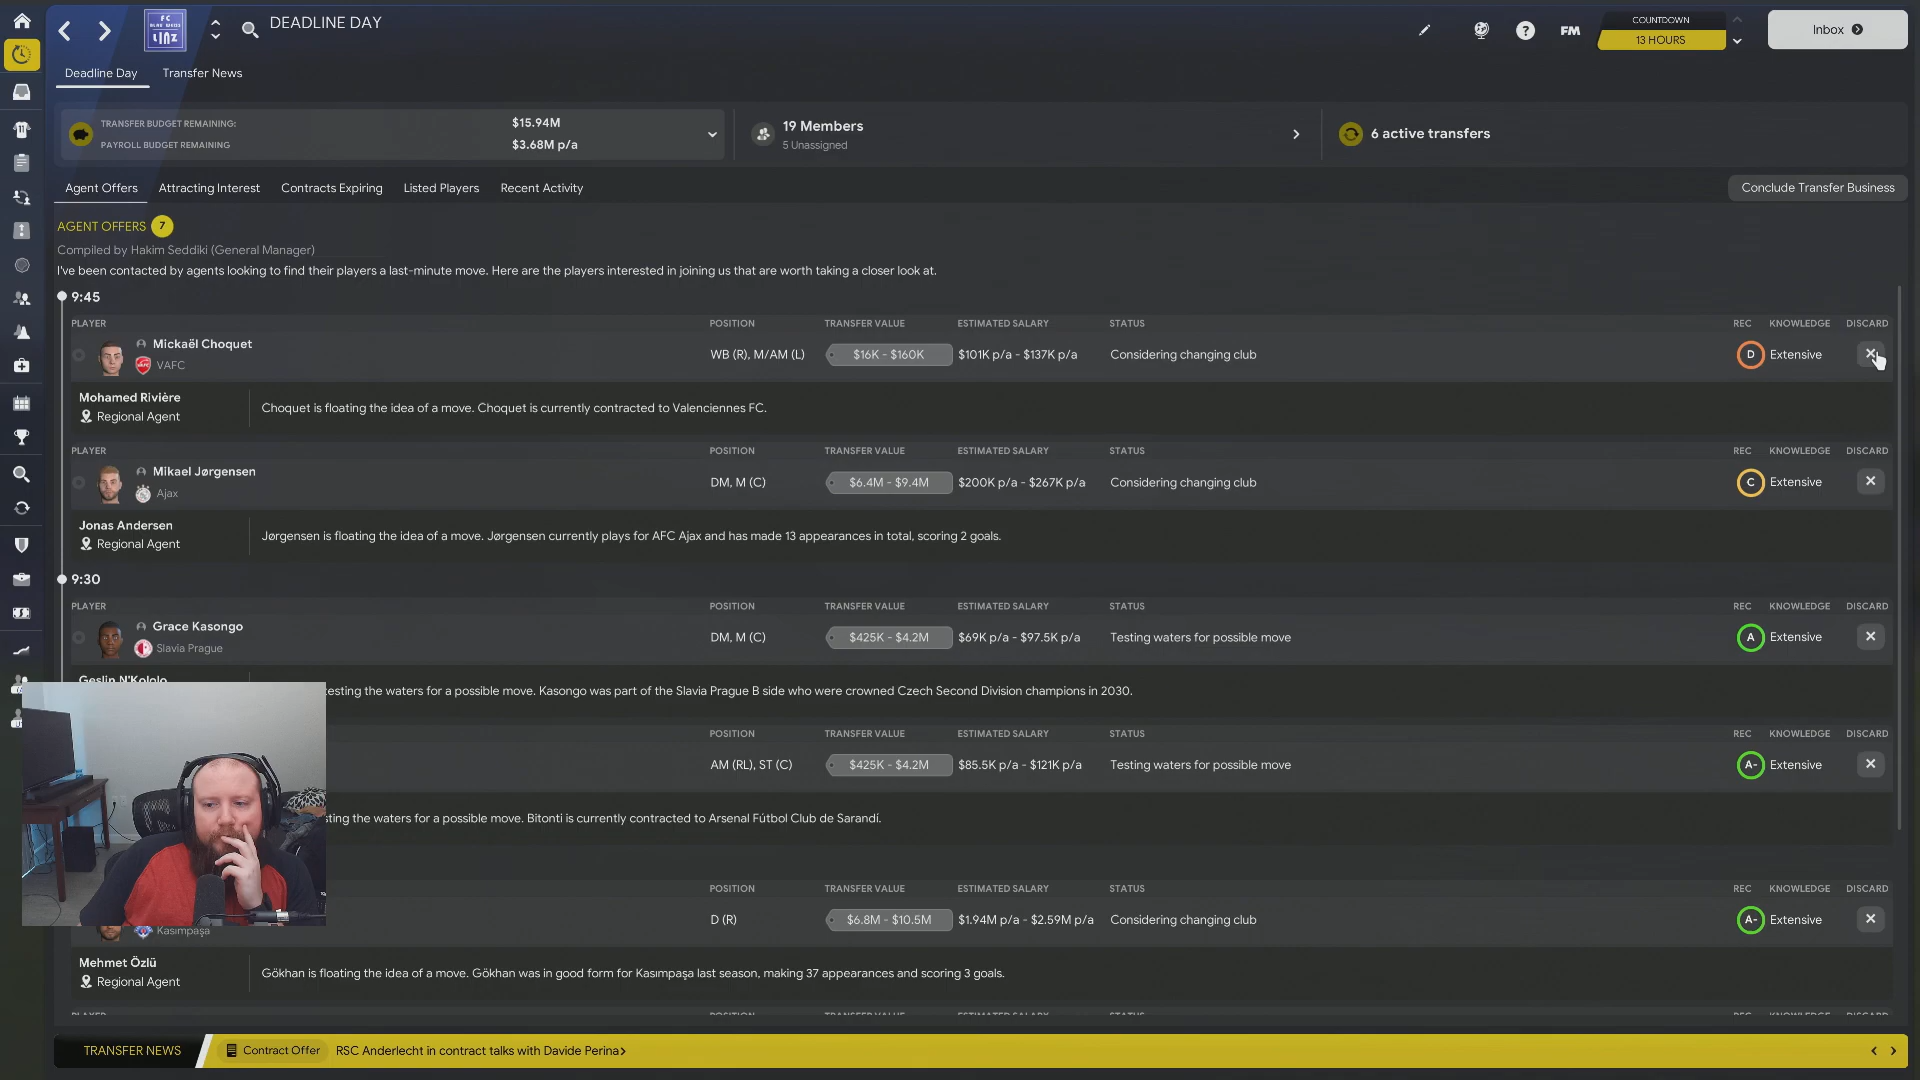 DEADLINE DAY
FM
COUNTDOWN
13 HOURS
Inbox
Deadline Day
Transfer News
TRANSFER BUDGET REMAINING:
$15.94M
PAYROLL BUDGET REMAINING
$3.68M p/a
19 Members
5 Unassigned
6 active transfers
Agent Offers
Attracting Interest
Contracts Expiring
Listed Players
Recent Activity
Conclude Transfer Business
AGENT OFFERS 7
Compiled by Hakim Seddiki (General Manager)
I've been contacted by agents looking to find their players a last-minute move. Here are the players interested in joining us that are worth taking a closer look at.
9:45
PLAYER POSITION TRANSFER VALUE ESTIMATED SALARY STATUS REC KNOWLEDGE DISCARD
Mickaël Choquet
VAFC
WB (R), M/AM (L) $16K - $160K $101K p/a - $137K p/a Considering changing club D Extensive
Mohamed Rivière
Regional Agent
Choquet is floating the idea of a move. Choquet is currently contracted to Valenciennes FC.
PLAYER POSITION TRANSFER VALUE ESTIMATED SALARY STATUS REC KNOWLEDGE DISCARD
Mikael Jørgensen
Ajax
DM, M (C) $6.4M - $9.4M $200K p/a - $267K p/a Considering changing club C Extensive
Jonas Andersen
Regional Agent
Jørgensen is floating the idea of a move. Jørgensen currently plays for AFC Ajax and has made 13 appearances in total, scoring 2 goals.
9:30
PLAYER POSITION TRANSFER VALUE ESTIMATED SALARY STATUS REC KNOWLEDGE DISCARD
Grace Kasongo
Slavia Prague
DM, M (C) $425K - $4.2M $69K p/a - $97.5K p/a Testing waters for possible move A Extensive
Geslin N'Kololo
testing the waters for a possible move. Kasongo was part of the Slavia Prague B side who were crowned Czech Second Division champions in 2030.
POSITION TRANSFER VALUE ESTIMATED SALARY STATUS REC KNOWLEDGE DISCARD
AM (RL), ST (C) $425K - $4.2M $85.5K p/a - $121K p/a Testing waters for possible move A- Extensive
sting the waters for a possible move. Bitonti is currently contracted to Arsenal Fútbol Club de Sarandí.
POSITION TRANSFER VALUE ESTIMATED SALARY STATUS REC KNOWLEDGE DISCARD
D (R) $6.8M - $10.5M $1.94M p/a - $2.59M p/a Considering changing club A- Extensive
Kasımpaşa
Mehmet Özlü
Regional Agent
Gökhan is floating the idea of a move. Gökhan was in good form for Kasımpaşa last season, making 37 appearances and scoring 3 goals.
TRANSFER NEWS
Contract Offer
RSC Anderlecht in contract talks with Davide Perina>